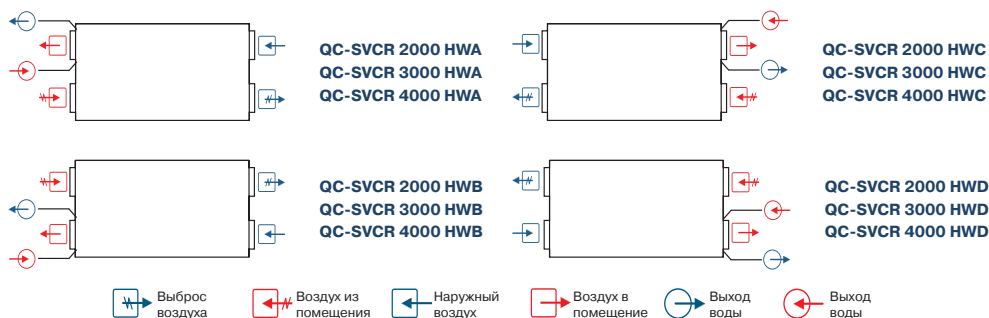 QC-SVCR 2000 HWA
QC-SVCR 3000 HWA
QC-SVCR 4000 HWA
QC-SVCR 2000 HWC
QC-SVCR 3000 HWC
QC-SVCR 4000 HWC
QC-SVCR 2000 HWB
QC-SVCR 3000 HWB
QC-SVCR 4000 HWB
QC-SVCR 2000 HWD
QC-SVCR 3000 HWD
QC-SVCR 4000 HWD
Выброс
воздуха
Воздух из
помещения
Наружный
воздух
Воздух в
помещение
Выход
воды
Выход
воды